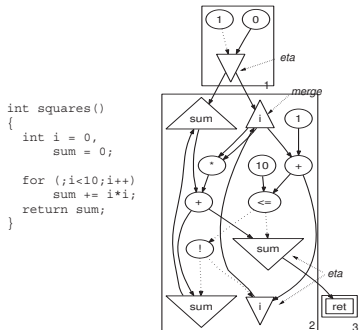 1 0
eta
1
merge
sum i 1
int squares()
{
int i = 0,
sum = 0;
for (;i<10;i++)
sum += i*i;
return sum;
}
* 10 +
+ <=
! sum
eta
sum i
ret
2 3